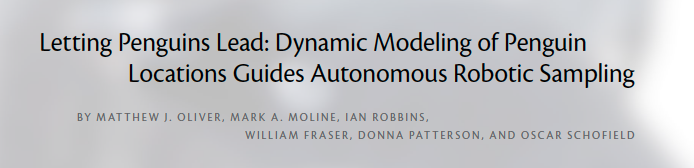 Letting Penguins Lead: Dynamic Modeling of Penguin
Locations Guides Autonomous Robotic Sampling
BY MATTHEW J. OLIVER, MARK A. MOLINE, IAN ROBBINS,
WILLIAM FRASER, DONNA PATTERSON, AND OSCAR SCHOFIELD